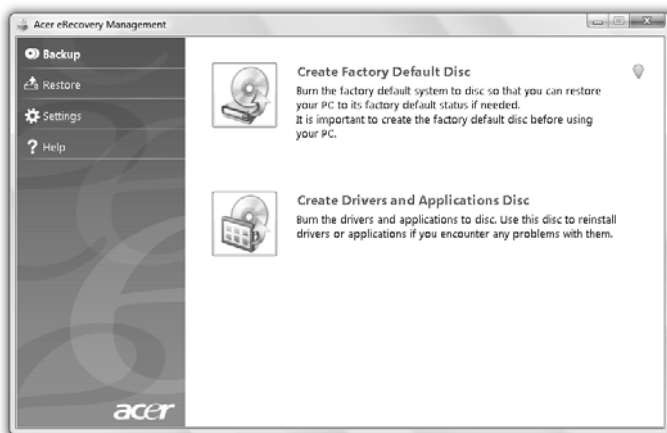 Acer eRecovery Management
Backup
Restore
Settings
Help
Create Factory Default Disc
Burn the factory default system to disc so that you can restore
your PC to its factory default status if needed.
It is important to create the factory default disc before using
your PC.
Create Drivers and Applications Disc
Burn the drivers and applications to disc. Use this disc to reinstall
drivers or applications if you encounter any problems with them.
acer